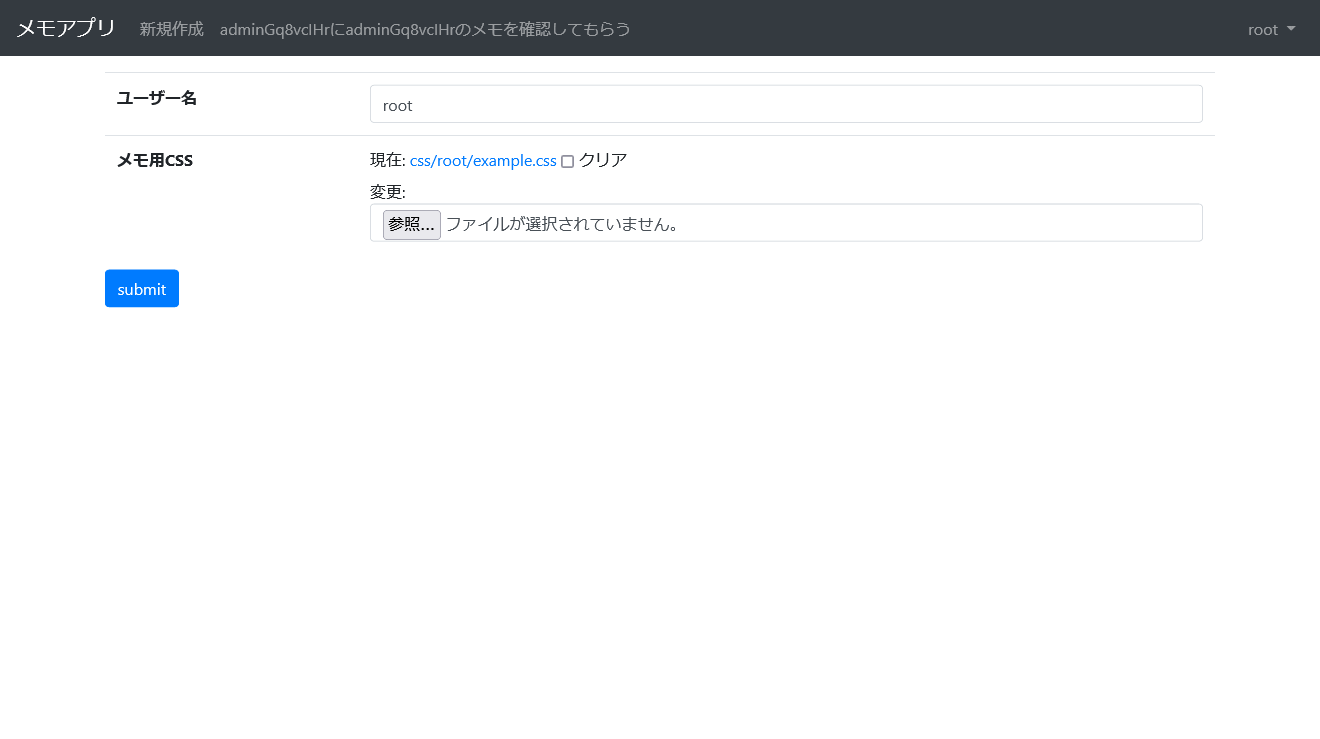 メモアプリ 新規作成 adminGq8vcIHrにadminGq8vcIHrのメモを確認してもらう root
ユーザー名 root
メモ用CSS 現在: css/root/example.css クリア
変更:
参照... ファイルが選択されていません。
submit